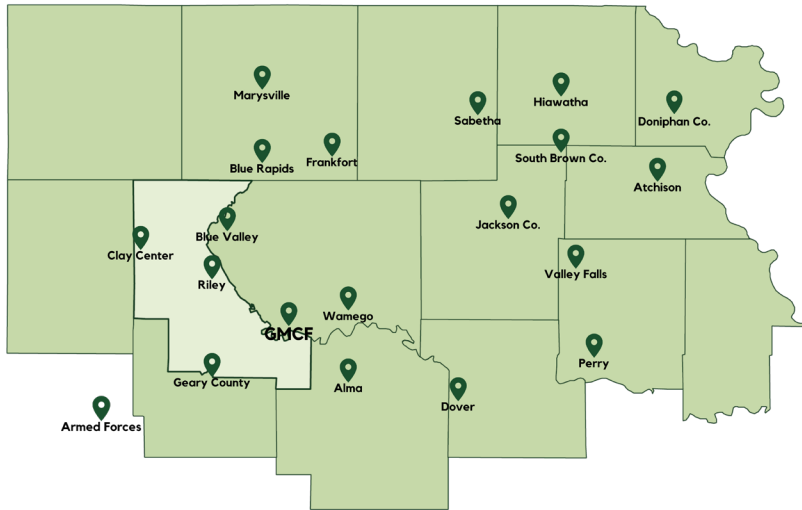 Marysville
Sabetha
Hiawatha
Doniphan Co.
Blue Rapids
Frankfort
South Brown Co.
Atchison
Clay Center
Blue Valley
Jackson Co.
Riley
Valley Falls
GMCF
Wamego
Geary County
Alma
Perry
Armed Forces
Dover